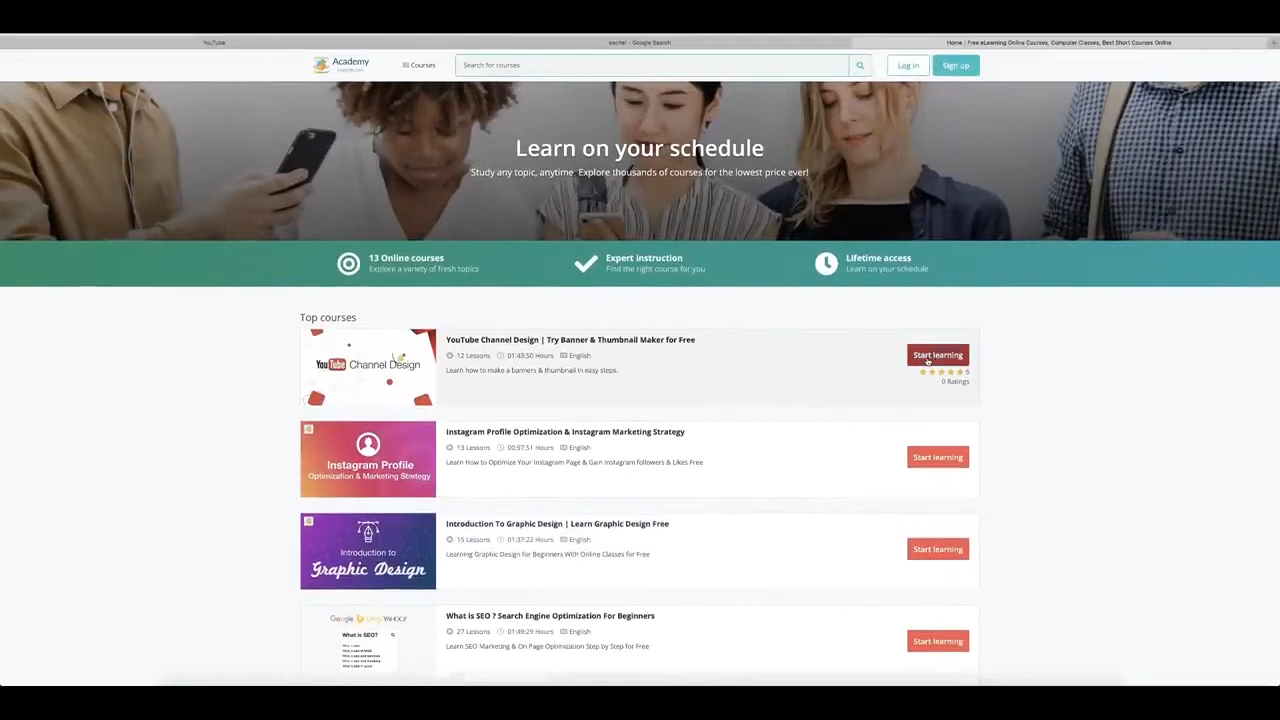 YouTube
escher - Google Search
Home | Free eLearning Online Courses, Computer Classes, Best Short Courses Online
Academy
Courses
Search for courses
Log in
Sign up
Learn on your schedule
Study any topic, anytime. Explore thousands of courses for the lowest price ever!
13 Online courses
Explore a variety of fresh topics
Expert instruction
Find the right course for you
Lifetime access
Learn on your schedule
Top courses
YouTube Channel Design
YouTube Channel Design | Try Banner & Thumbnail Maker for Free
12 Lessons 01:43:50 Hours English
Learn how to make a banners & thumbnail in easy steps.
Start learning
5
0 Ratings
Instagram Profile
Optimization & Marketing Stretegy
Instagram Profile Optimization & Instagram Marketing Strategy
13 Lessons 00:57:51 Hours English
Learn How to Optimize Your Instagram Page & Gain Instagram followers & Likes Free
Start learning
Introduction to
Graphic Design
Introduction To Graphic Design | Learn Graphic Design Free
15 Lessons 01:37:22 Hours English
Learning Graphic Design for Beginners With Online Classes for Free
Start learning
Google bing YAHOO!
What is SEO?
What is SEO ? Search Engine Optimization For Beginners
27 Lessons 01:49:29 Hours English
Learn SEO Marketing & On Page Optimization Step by Step for Free
Start learning